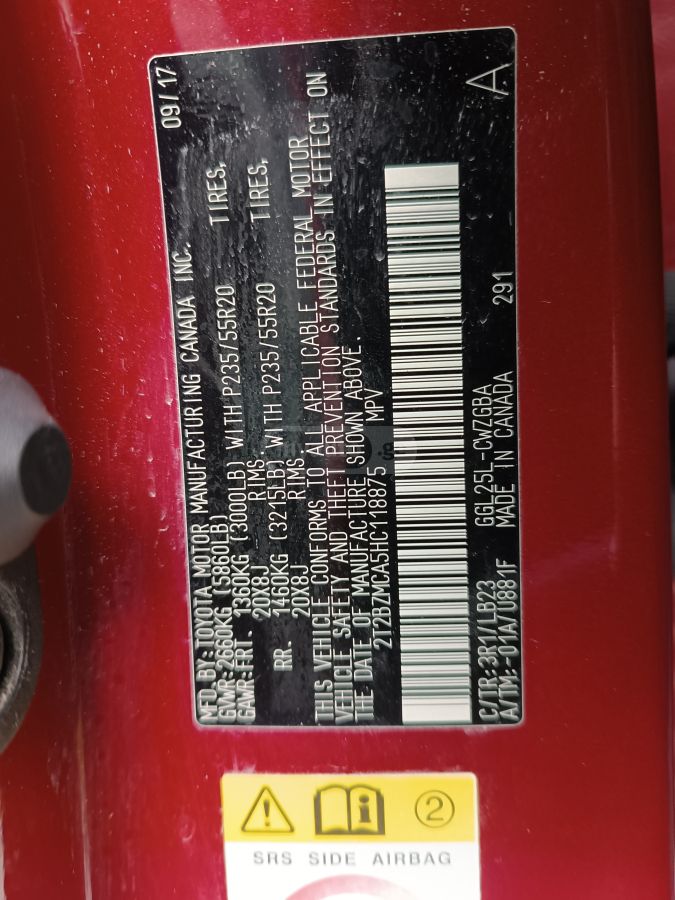 MFD.BY:TOYOTA MOTOR MANUFACTURING CANADA INC. 09/17
GVWR:2660KG (5860LB)
GAWR:FRT. 1360KG (3000LB) WITH P235/55R20 TIRES,
20X8J RIMS,
RR. 1460KG (3215LB) WITH P235/55R20 TIRES,
20X8J RIMS.
THIS VEHICLE CONFORMS TO ALL APPLICABLE FEDERAL MOTOR
VEHICLE SAFETY AND THEFT PREVENTION STANDARDS IN EFFECT ON
THE DATE OF MANUFACTURE SHOWN ABOVE.
2T2BZMCA5HC118875 MPV
A
C/TR:3R1/LB23 GGL25L-CWZGBA
A/TM:-01A/U881F MADE IN CANADA 291
2
SRS SIDE AIRBAG